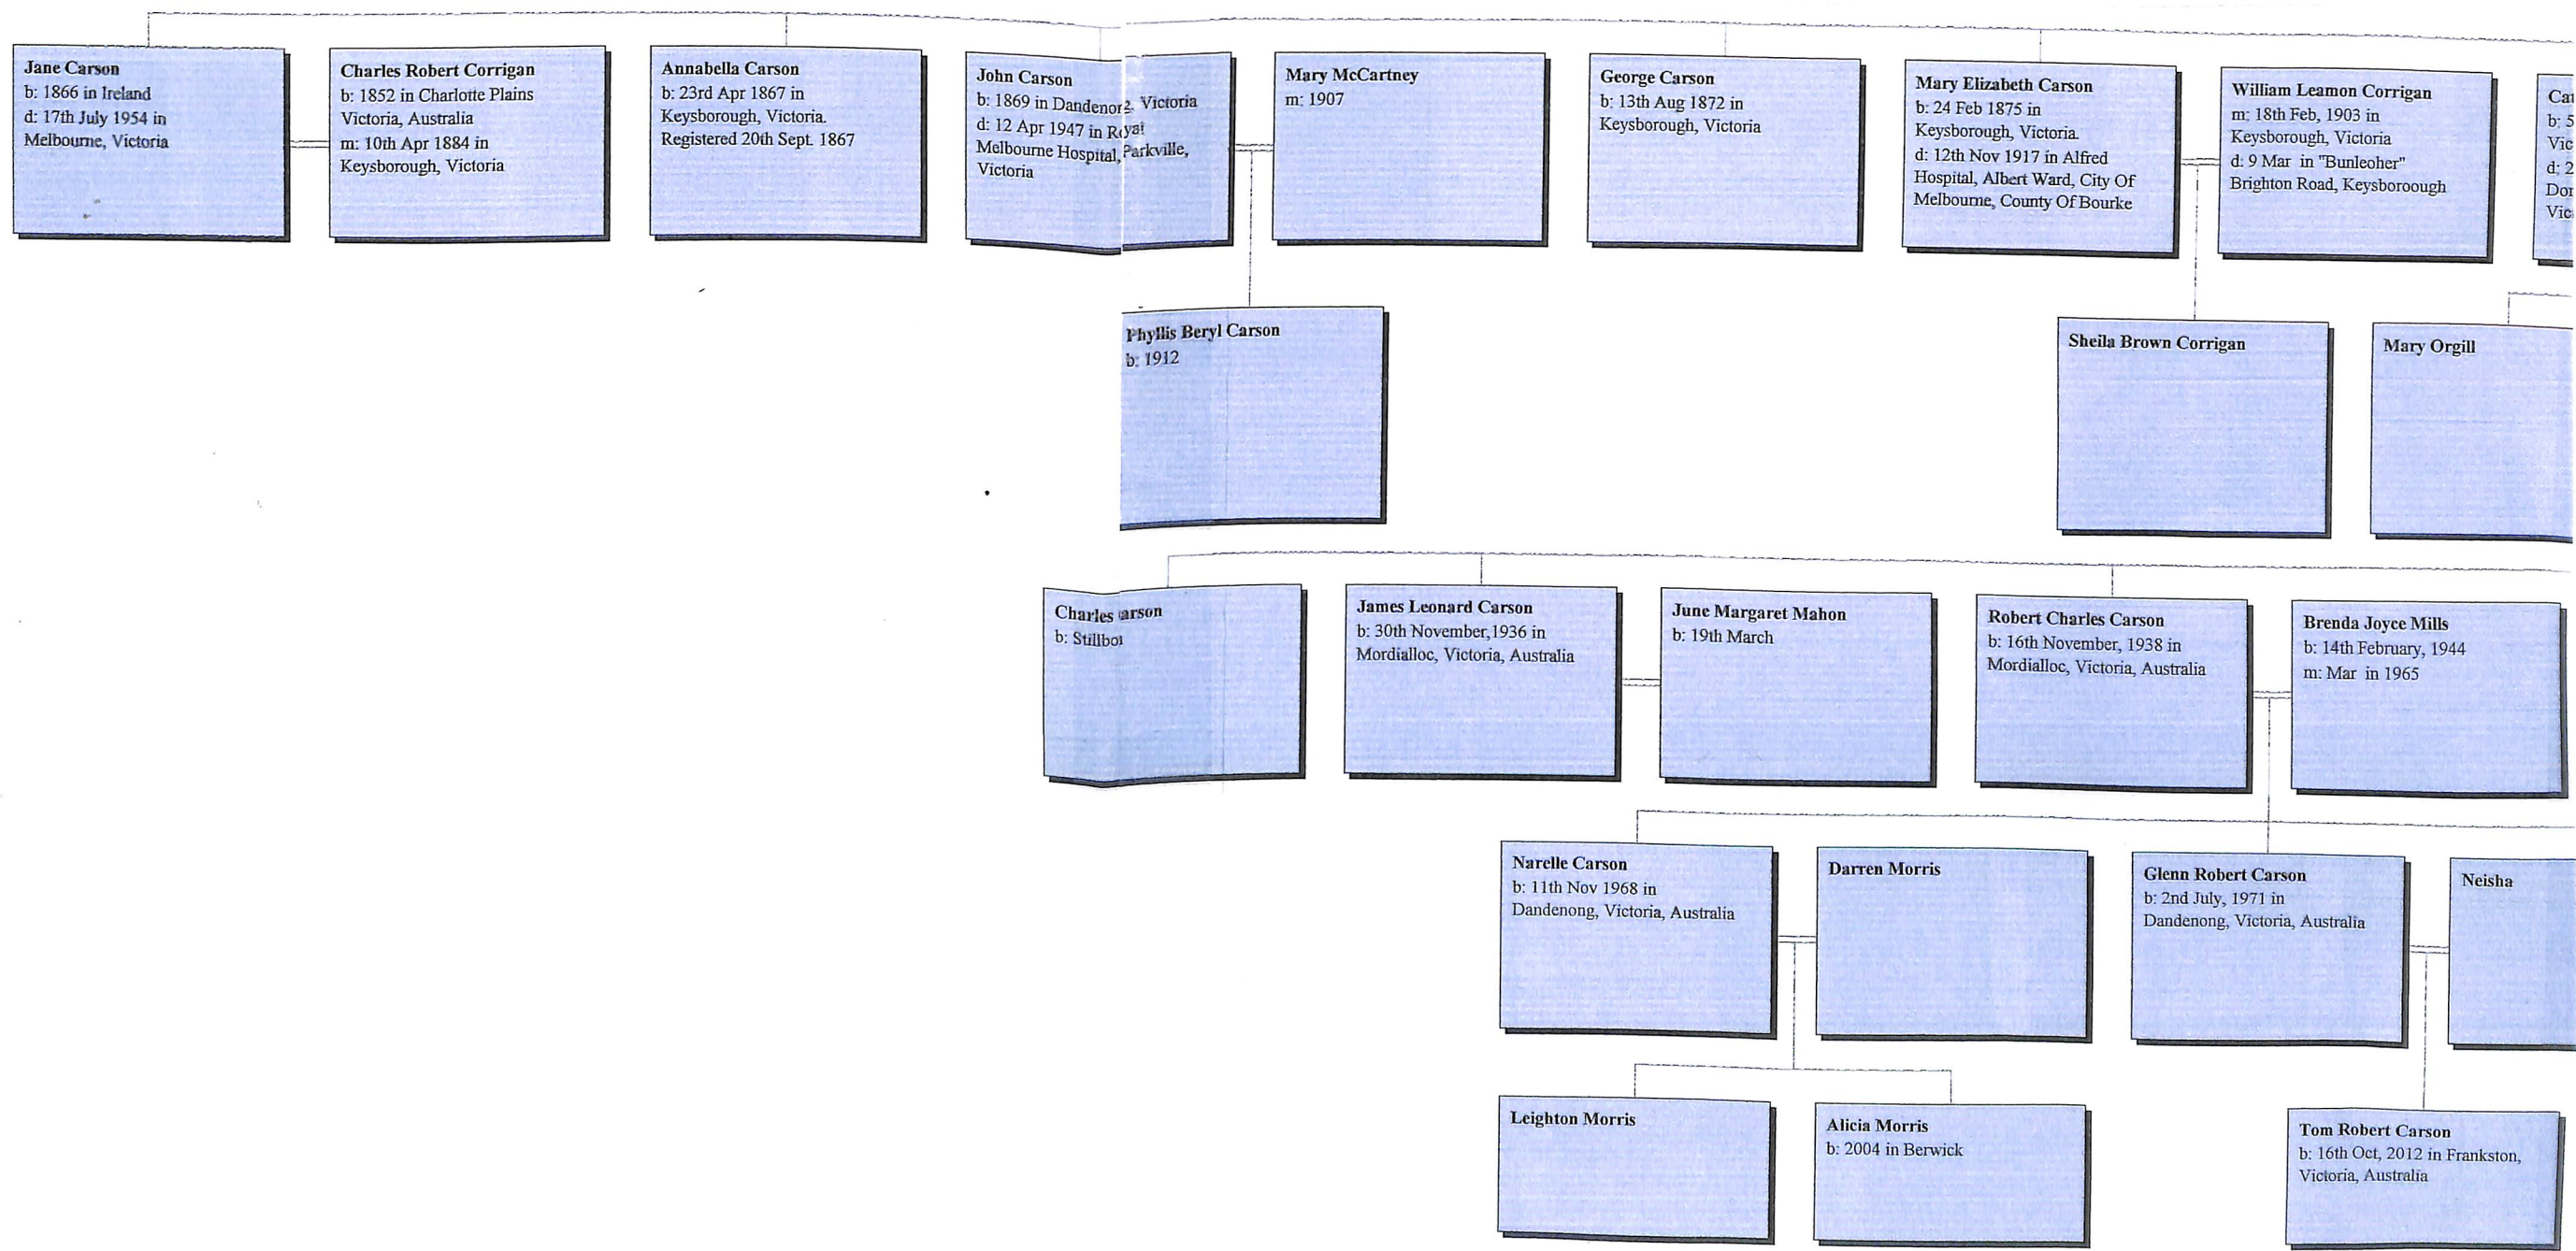 Jane Carson
b: 1866 in Ireland
d: 17th July 1954 in
Melbourne, Victoria
Charles Robert Corrigan
b: 1852 in Charlotte Plains
Victoria, Australia
m: 10th Apr 1884 in
Keysborough, Victoria
Annabella Carson
b: 23rd Apr 1867 in
Keysborough, Victoria.
Registered 20th Sept. 1867
John Carson
b: 1869 in Dandenong, Victoria
d: 12 Apr 1947 in Royal
Melbourne Hospital, Parkville,
Victoria
Mary McCartney
m: 1907
George Carson
b: 13th Aug 1872 in
Keysborough, Victoria
Mary Elizabeth Carson
b: 24 Feb 1875 in
Keysborough, Victoria.
d: 12th Nov 1917 in Alfred
Hospital, Albert Ward, City Of
Melbourne, County Of Bourke
William Leamon Corrigan
m: 18th Feb, 1903 in
Keysborough, Victoria
d: 9 Mar in "Bunleoher"
Brighton Road, Keysboroough
b: 5
Vic
d: 2
Vic
Phyllis Beryl Carson
b: 1912
Sheila Brown Corrigan
Mary Orgill
Charles arson
b: Stillbo
James Leonard Carson
b: 30th November,1936 in
Mordialloc, Victoria, Australia
June Margaret Mahon
b: 19th March
Robert Charles Carson
b: 16th November, 1938 in
Mordialloc, Victoria, Australia
Brenda Joyce Mills
b: 14th February, 1944
m: Mar in 1965
Narelle Carson
b: 11th Nov 1968 in
Dandenong, Victoria, Australia
Darren Morris
Glenn Robert Carson
b: 2nd July, 1971 in
Dandenong, Victoria, Australia
Neisha
Leighton Morris
Alicia Morris
b: 2004 in Berwick
Tom Robert Carson
b: 16th Oct, 2012 in Frankston,
Victoria, Australia